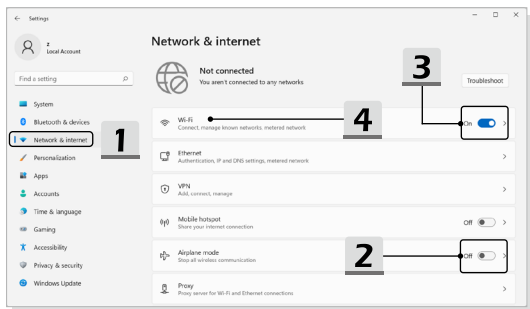 Settings
z
Local Account
Find a setting
System
Bluetooth & devices
Network & internet
Personalization
Apps
Accounts
Time & language
Gaming
Accessibility
Privacy & security
Windows Update
1
Network & internet
Not connected
You aren't connected to any networks
Troubleshoot
3
Wi-Fi
Connect, manage known networks, metered network
4
On
Ethernet
Authentication, IP and DNS settings, metered network
VPN
Add, connect, manage
Mobile hotspot
Share your internet connection
Off
Airplane mode
Stop all wireless communication
2
Off
Proxy
Proxy server for Wi-Fi and Ethernet connections